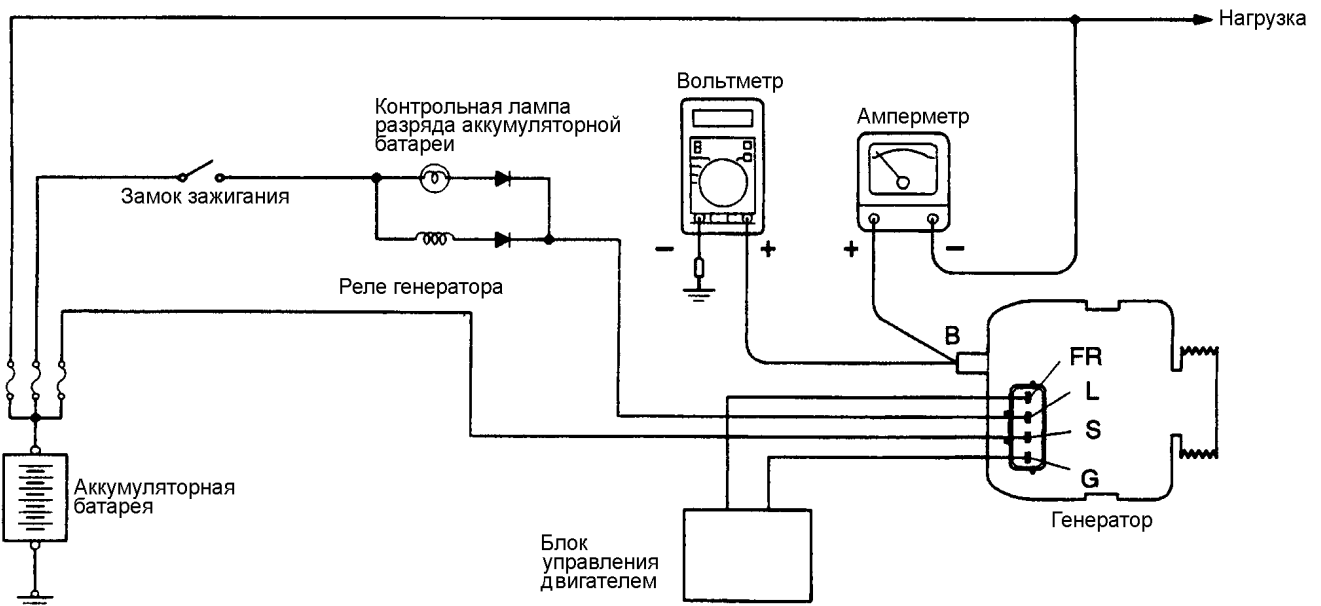 Нагрузка
Вольтметр
Контрольная лампа
разряда аккумуляторной
батареи
Амперметр
Замок зажигания
–
+
+
–
Реле генератора
B
FR
L
S
G
Аккумуляторная
батарея
Генератор
Блок
управления
двигателем